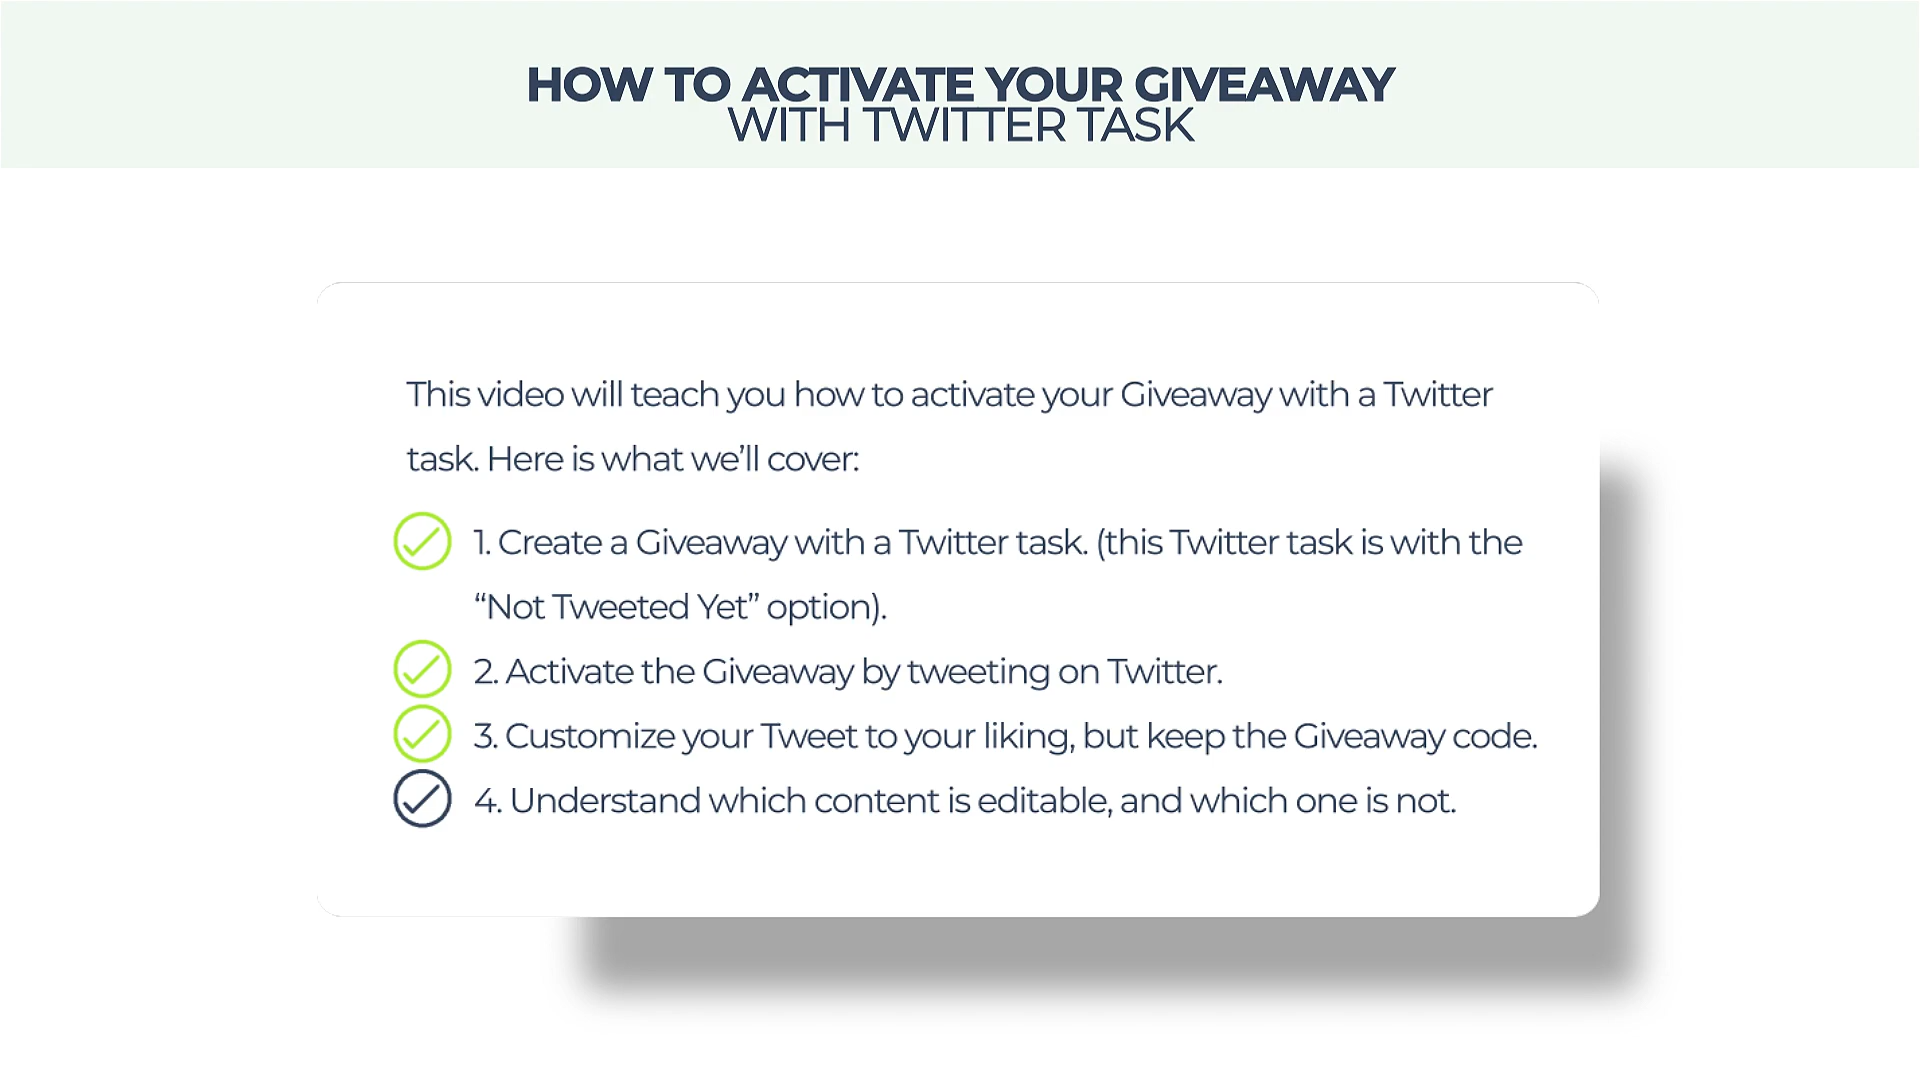 HOW TO ACTIVATE YOUR GIVEAWAY
WITH TWITTER TASK
This video will teach you how to activate your Giveaway with a Twitter
task. Here is what we’ll cover:
1. Create a Giveaway with a Twitter task. (this Twitter task is with the
“Not Tweeted Yet” option).
2. Activate the Giveaway by tweeting on Twitter.
3. Customize your Tweet to your liking, but keep the Giveaway code.
4. Understand which content is editable, and which one is not.